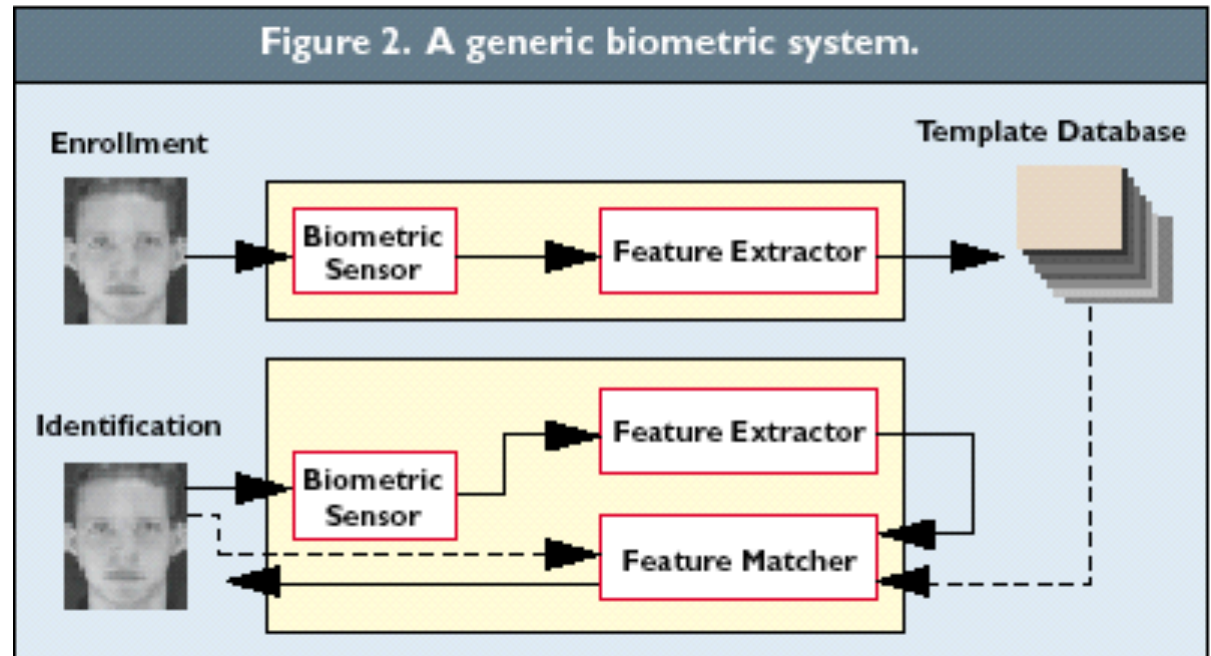 Figure 2. A generic biometric system.
Enrollment
Template Database
Biometric
Sensor
Feature Extractor
Identification
Feature Extractor
Biometric
Sensor
Feature Matcher